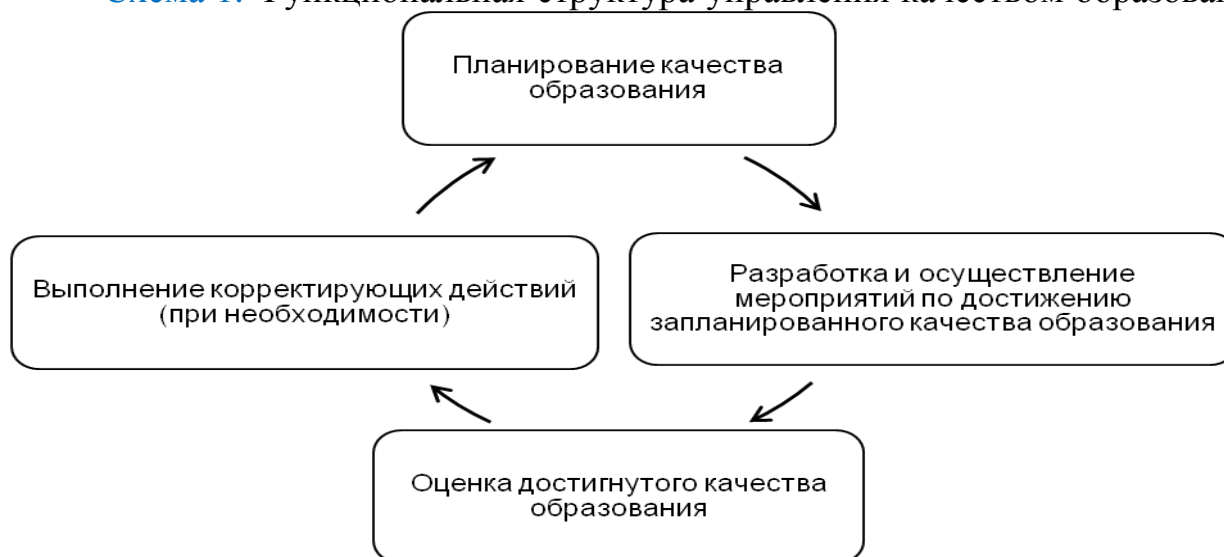 Схема 1. Функциональная структура управления качеством
Планирование качества
образования
Выполнение корректирующих действий
(при необходимости)
Разработка и осуществление
мероприятий по достижению
запланированного качества образования
Оценка достигнутого качества
образования